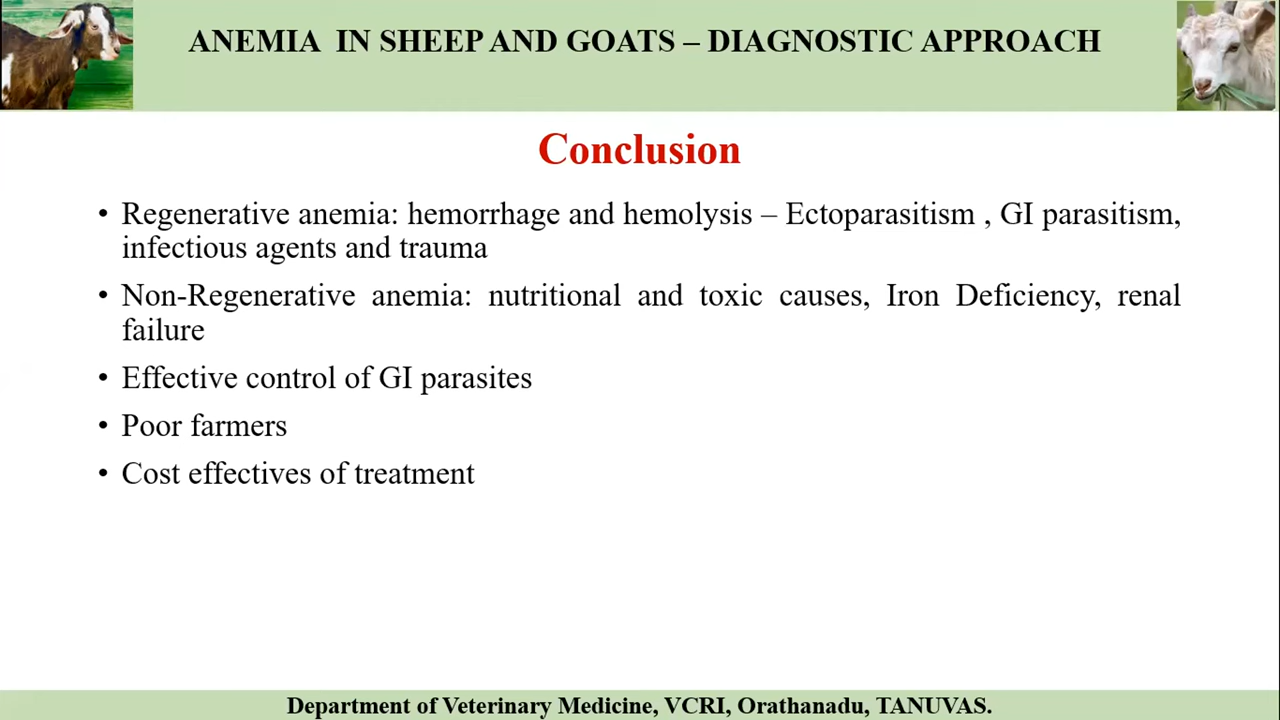 ANEMIA IN SHEEP AND GOATS – DIAGNOSTIC APPROACH
Conclusion
• Regenerative anemia: hemorrhage and hemolysis – Ectoparasitism , GI parasitism,
infectious agents and trauma
• Non-Regenerative anemia: nutritional and toxic causes, Iron Deficiency, renal
failure
• Effective control of GI parasites
• Poor farmers
• Cost effectives of treatment
Department of Veterinary Medicine, VCRI, Orathanadu, TANUVAS.